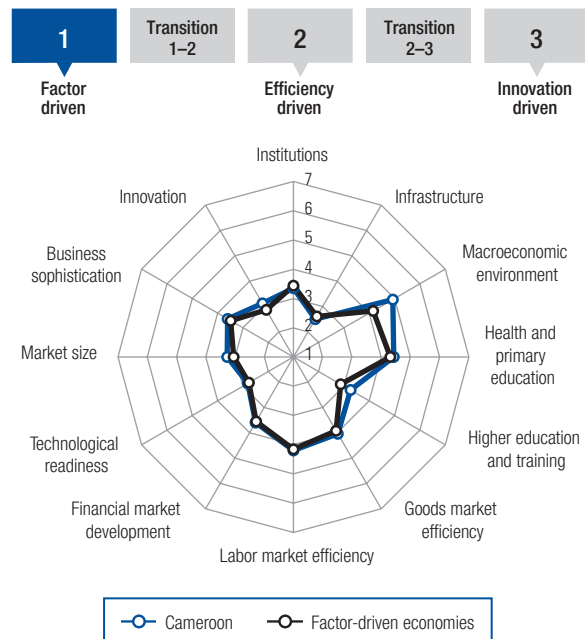 1
Transition
1–2
2
Transition
2–3
3
Factor
driven
Efficiency
driven
Innovation
driven
Institutions
Infrastructure
Macroeconomic
environment
Health and
primary
education
Higher education
and training
Goods market
efficiency
Labor market efficiency
Financial market
development
Technological
readiness
Market size
Business
sophistication
Innovation
7
6
5
4
3
2
1
Cameroon
Factor-driven economies